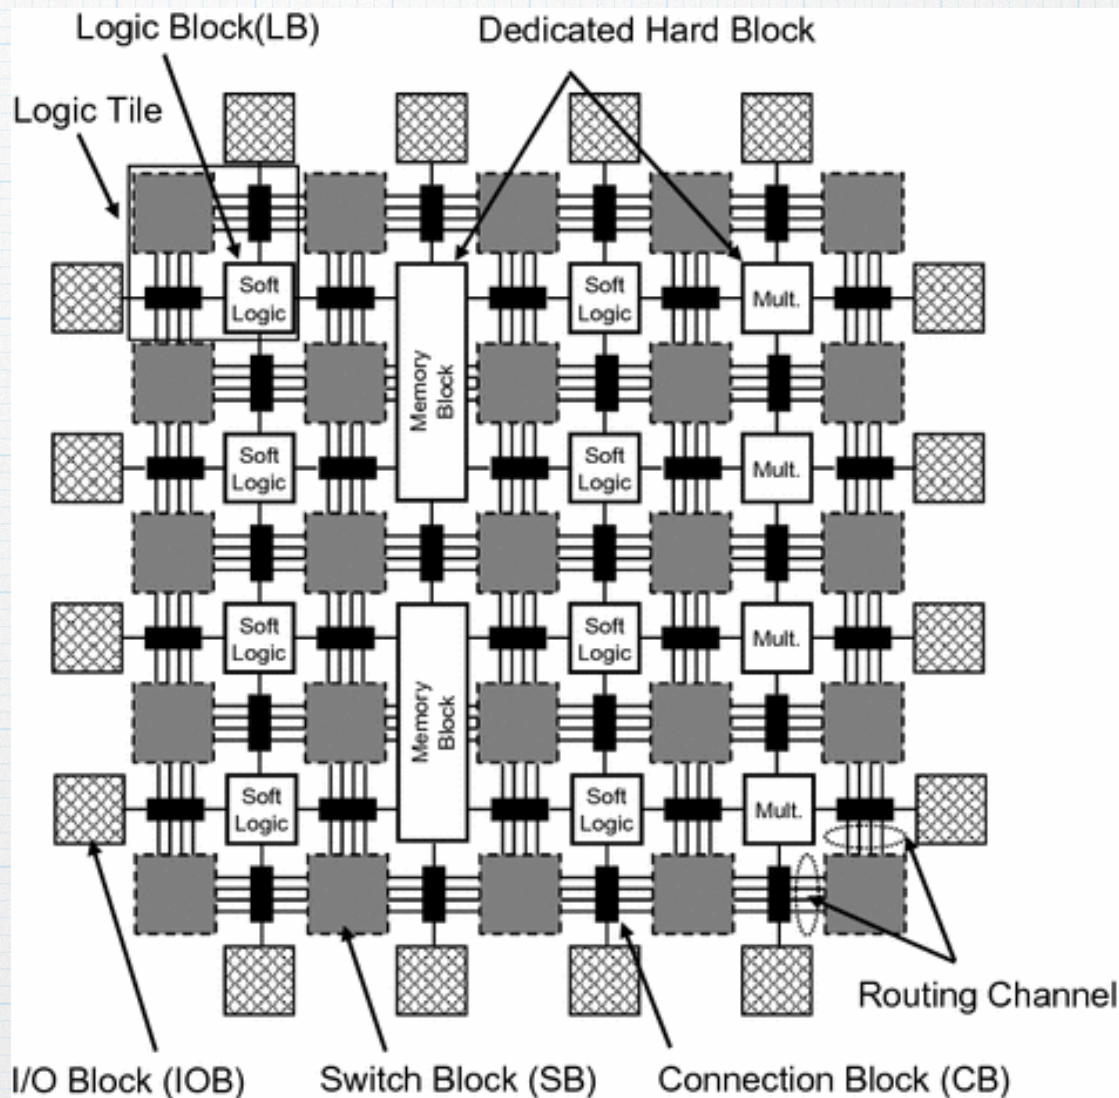 Logic Block(LB)
Dedicated Hard Block
Logic Tile
Soft
Logic
Soft
Logic
Mult.
Memory
Block
Soft
Logic
Soft
Logic
Mult.
Soft
Logic
Soft
Logic
Mult.
Memory
Block
Soft
Logic
Soft
Logic
Mult.
Routing Channel
I/O Block (IOB)
Switch Block (SB)
Connection Block (CB)